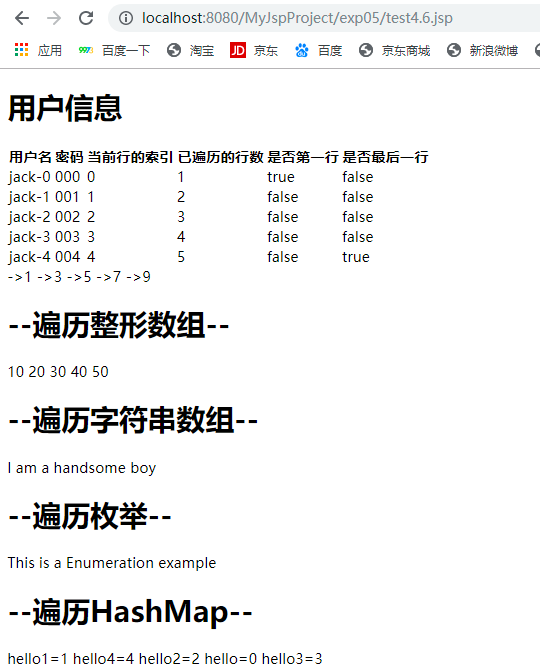 localhost:8080/MyJspProject/exp05/test4.6.jsp
应用 百度一下 淘宝 JD 京东 百度 京东商城 新浪微博
用户信息
用户名 密码 当前行的索引 已遍历的行数 是否第一行 是否最后一行
jack-0 000 0 1 true false
jack-1 001 1 2 false false
jack-2 002 2 3 false false
jack-3 003 3 4 false false
jack-4 004 4 5 false true
->1 ->3 ->5 ->7 ->9
--遍历整形数组--
10 20 30 40 50
--遍历字符串数组--
I am a handsome boy
--遍历枚举--
This is a Enumeration example
--遍历HashMap--
hello1=1 hello4=4 hello2=2 hello=0 hello3=3